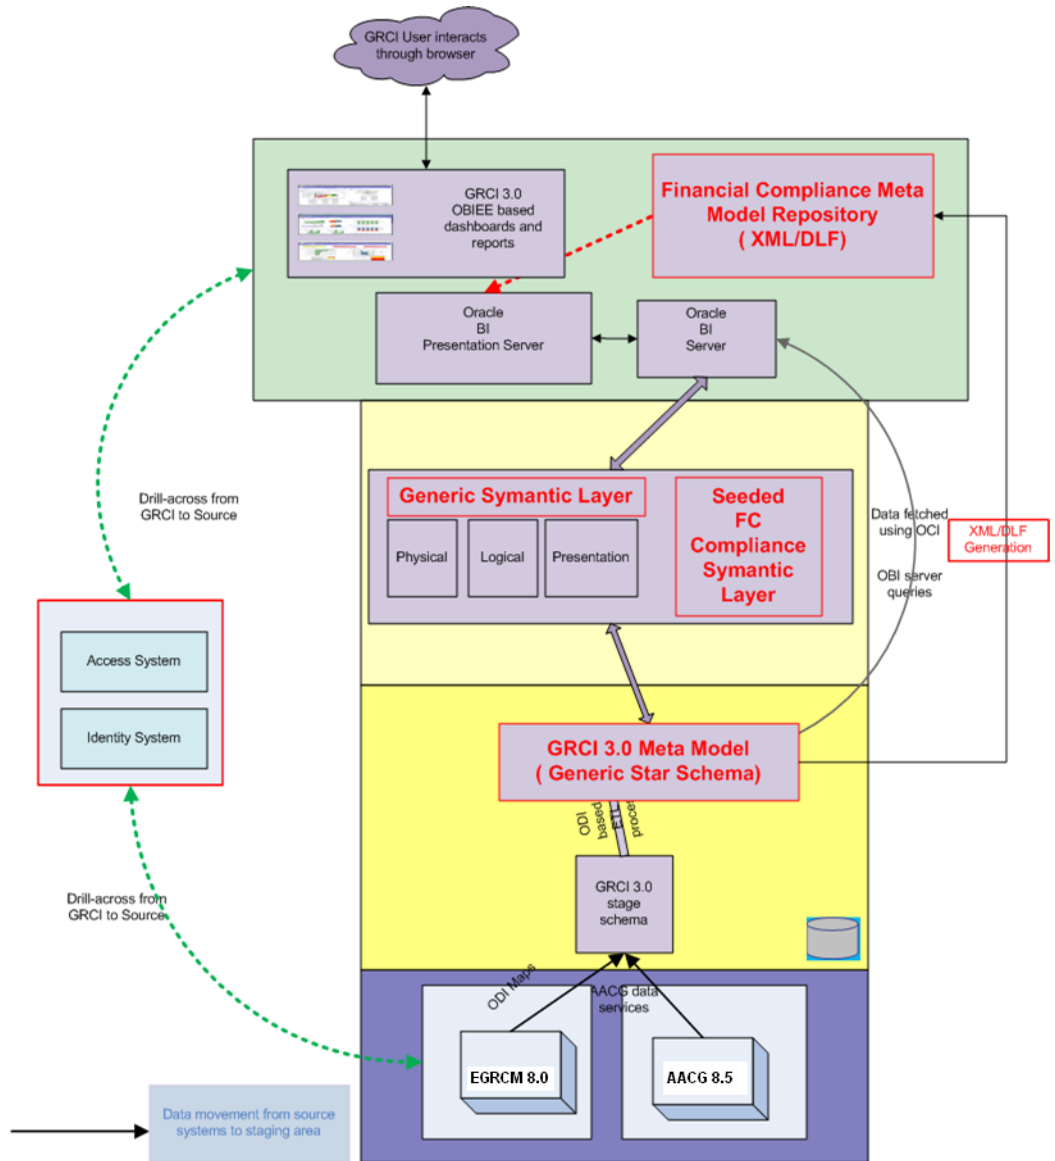 GRCI User interacts
through browser
GRCI 3.0
OBIEE based
dashboards and
reports
Financial Compliance Meta
Model Repository
( XML/DLF)
Oracle
BI
Presentation Server
Oracle
BI
Server
Drill-across from
GRCI to Source
Generic Symantic Layer
Physical
Logical
Presentation
Seeded
FC
Compliance
Symantic
Layer
Data fetched
using OCI
OBI server
queries
XML/DLF
Generation
Access System
Identity System
GRCI 3.0 Meta Model
( Generic Star Schema)
ODI
based
ETL
process
GRCI 3.0
stage
schema
Drill-across from
GRCI to Source
ODI Maps
AACG data
services
EGRCM 8.0
AACG 8.5
Data movement from source
systems to staging area